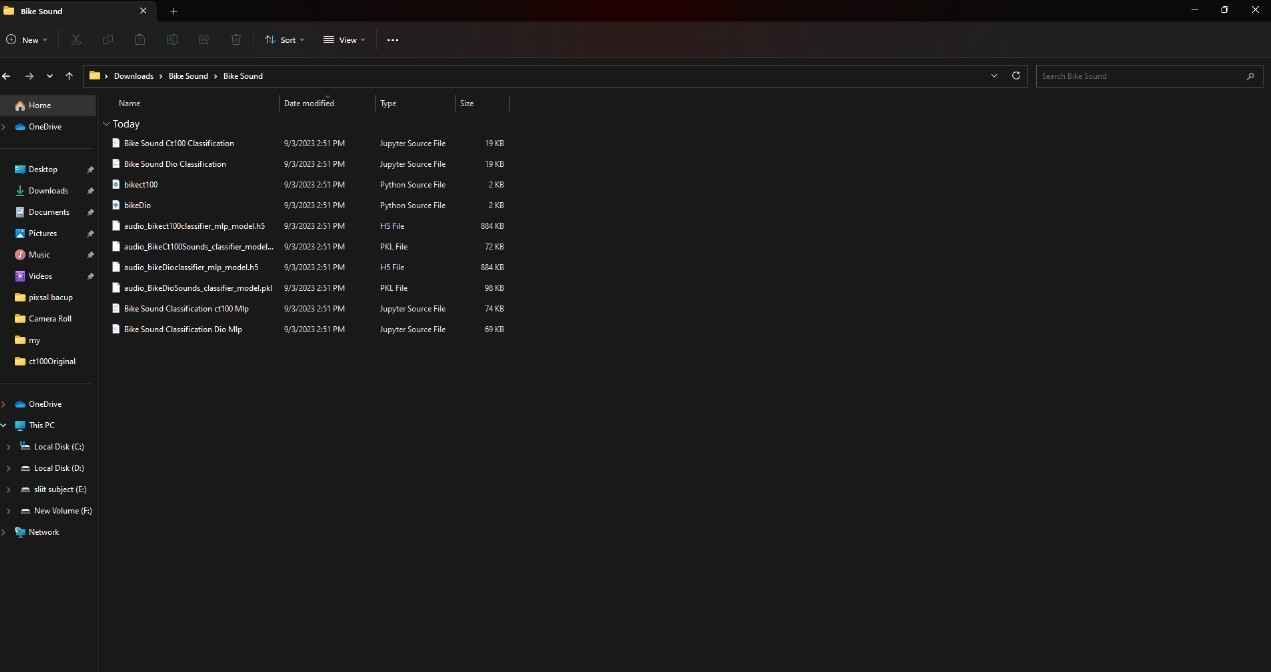 Bike Sound
New Sort View
Downloads Bike Sound Bike Sound
Search Bike Sound
Home
OneDrive
Desktop
Downloads
Documents
Pictures
Music
Videos
pixsal bacup
Camera Roll
my
ct100Original
OneDrive
This PC
Local Disk (C:)
Local Disk (D:)
sliit subject (E:)
New Volume (F:)
Network
Name Date modified Type Size
Today
Bike Sound Ct100 Classification 9/3/2023 2:51 PM Jupyter Source File 19 KB
Bike Sound Dio Classification 9/3/2023 2:51 PM Jupyter Source File 19 KB
bikect100 9/3/2023 2:51 PM Python Source File 2 KB
bikeDio 9/3/2023 2:51 PM Python Source File 2 KB
audio_bikect100classifier_mlp_model.h5 9/3/2023 2:51 PM H5 File 884 KB
audio_BikeCt100Sounds_classifier_model... 9/3/2023 2:51 PM PKL File 72 KB
audio_bikeDioclassifier_mlp_model.h5 9/3/2023 2:51 PM H5 File 884 KB
audio_BikeDioSounds_classifier_model.pkl 9/3/2023 2:51 PM PKL File 98 KB
Bike Sound Classification ct100 Mlp 9/3/2023 2:51 PM Jupyter Source File 74 KB
Bike Sound Classification Dio Mlp 9/3/2023 2:51 PM Jupyter Source File 69 KB